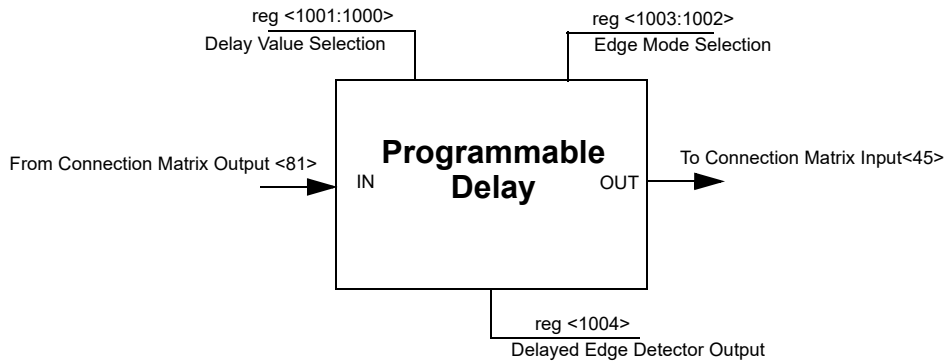 reg <1001:1000>
Delay Value Selection
reg <1003:1002>
Edge Mode Selection
From Connection Matrix Output <81>
IN
Programmable
Delay
OUT
To Connection Matrix Input<45>
reg <1004>
Delayed Edge Detector Output